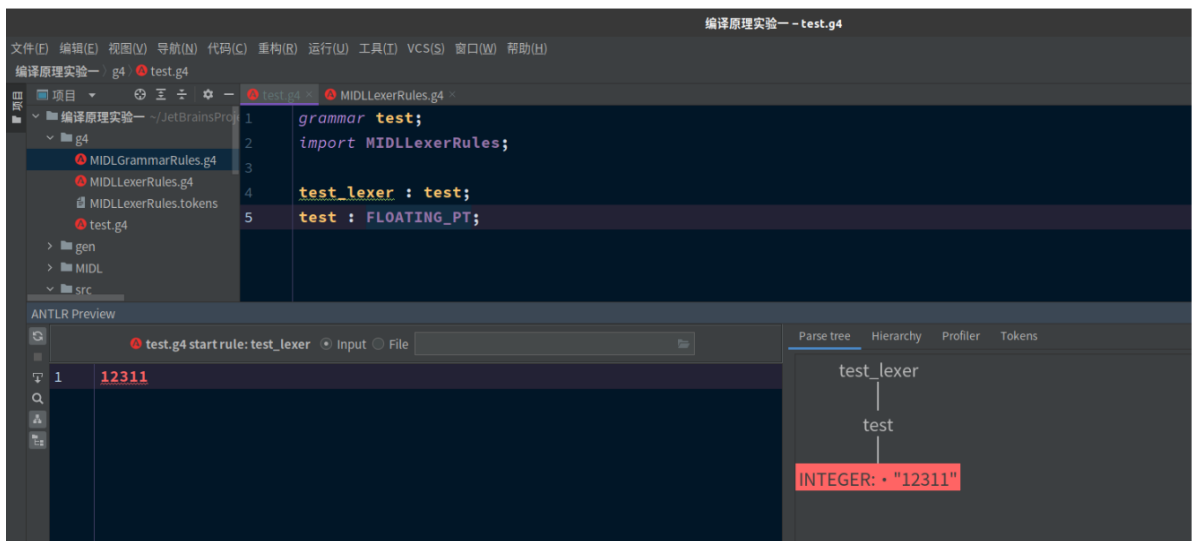 编译原理实验一 – test.g4
文件(F) 编辑(E) 视图(V) 导航(N) 代码(C) 重构(R) 运行(U) 工具(T) VCS(S) 窗口(W) 帮助(H)
编译原理实验一 〉 g4 〉 test.g4
项目
项目 test.g4 × MIDLLexerRules.g4 ×
编译原理实验一 ~/JetBrainsProj 1 grammar test;
g4 2 import MIDLLexerRules;
MIDLGrammarRules.g4 3
MIDLLexerRules.g4 4 test_lexer : test;
MIDLLexerRules.tokens 5 test : FLOATING_PT;
test.g4
> gen
> MIDL
src
ANTLR Preview
test.g4 start rule: test_lexer Input File Parse tree Hierarchy Profiler Tokens
1 12311
test_lexer
test
INTEGER: · "12311"